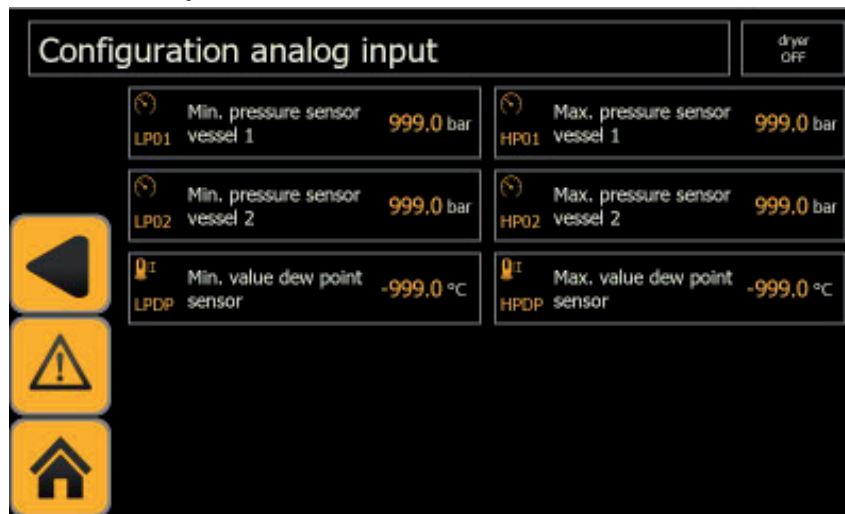 Configuration analog input
dryer
OFF
Min. pressure sensor
vessel 1
LP01
999.0 bar
Max. pressure sensor
vessel 1
HP01
999.0 bar
Min. pressure sensor
vessel 2
LP02
999.0 bar
Max. pressure sensor
vessel 2
HP02
999.0 bar
Min. value dew point
sensor
LPDP
-999.0 °C
Max. value dew point
sensor
HPDP
-999.0 °C